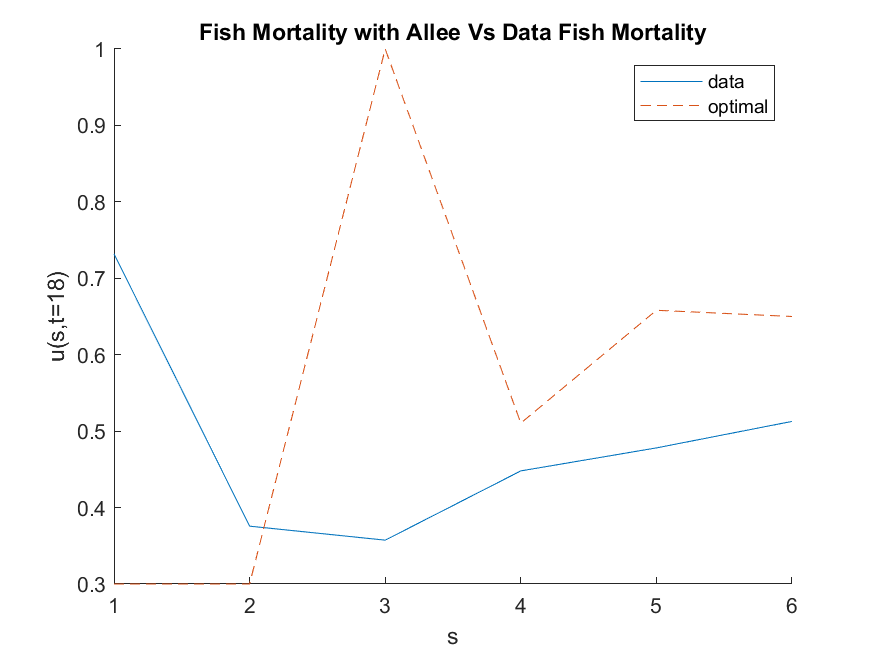 Fish Mortality with Allee Vs Data Fish Mortality
data
optimal
u(s,t=18)
1
0.9
0.8
0.7
0.6
0.5
0.4
0.3
1 2 3 4 5 6
s